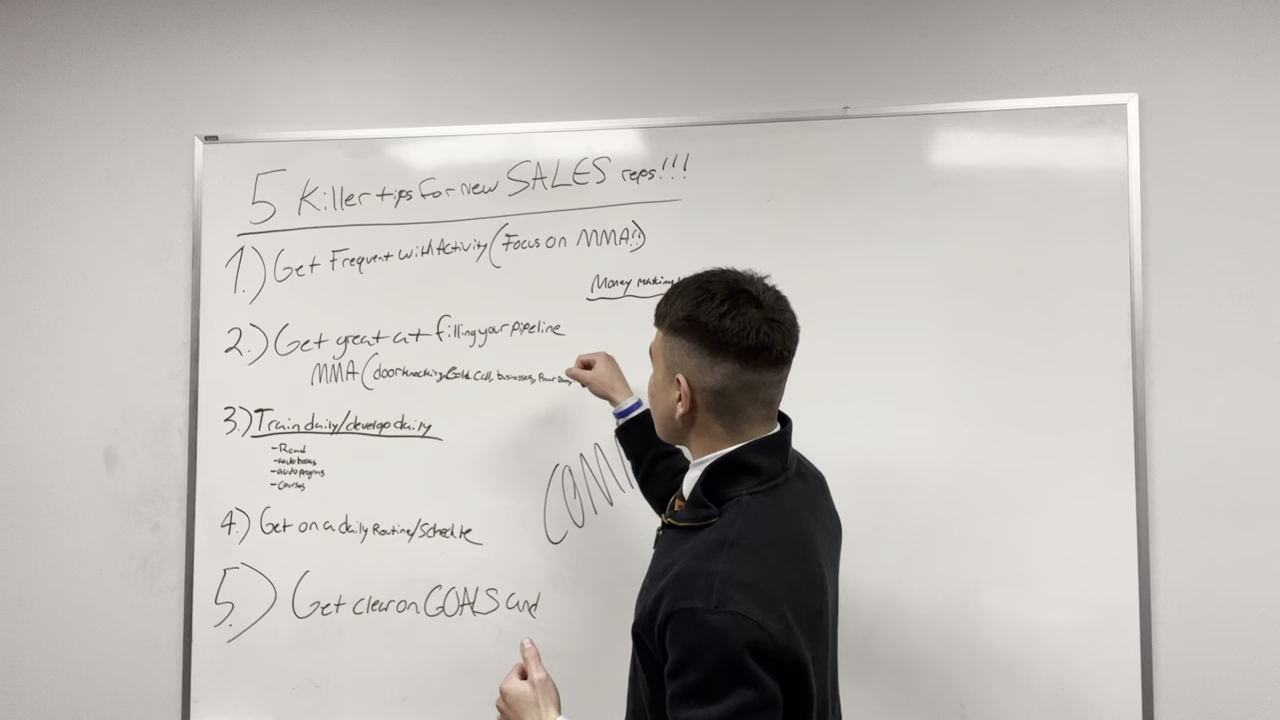 5 Killer tips for new SALES reps!!!
1.) Get Frequent with Activity (Focus on MMA!!)
Money Making
2.) Get great at filling your pipeline
MMA (door knocking, Cold Call, businesses, Power
3.) Train daily/develop daily
- Read
- Audio books
- Audio programs
- Courses
4.) Get on a daily Routine/Schedule
COM
5.) Get clear on GOALS and